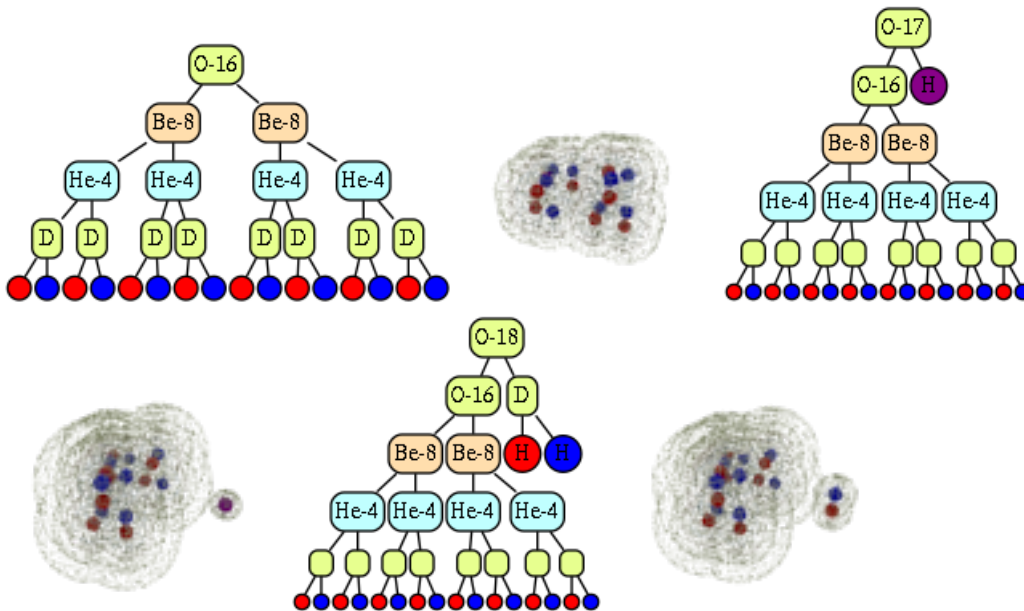 O-16
Be-8 Be-8
He-4 He-4 He-4 He-4
D D D D D D D D
O-17
O-16 H
Be-8 Be-8
He-4 He-4 He-4 He-4
O-18
O-16 D
Be-8 Be-8 H H
He-4 He-4 He-4 He-4